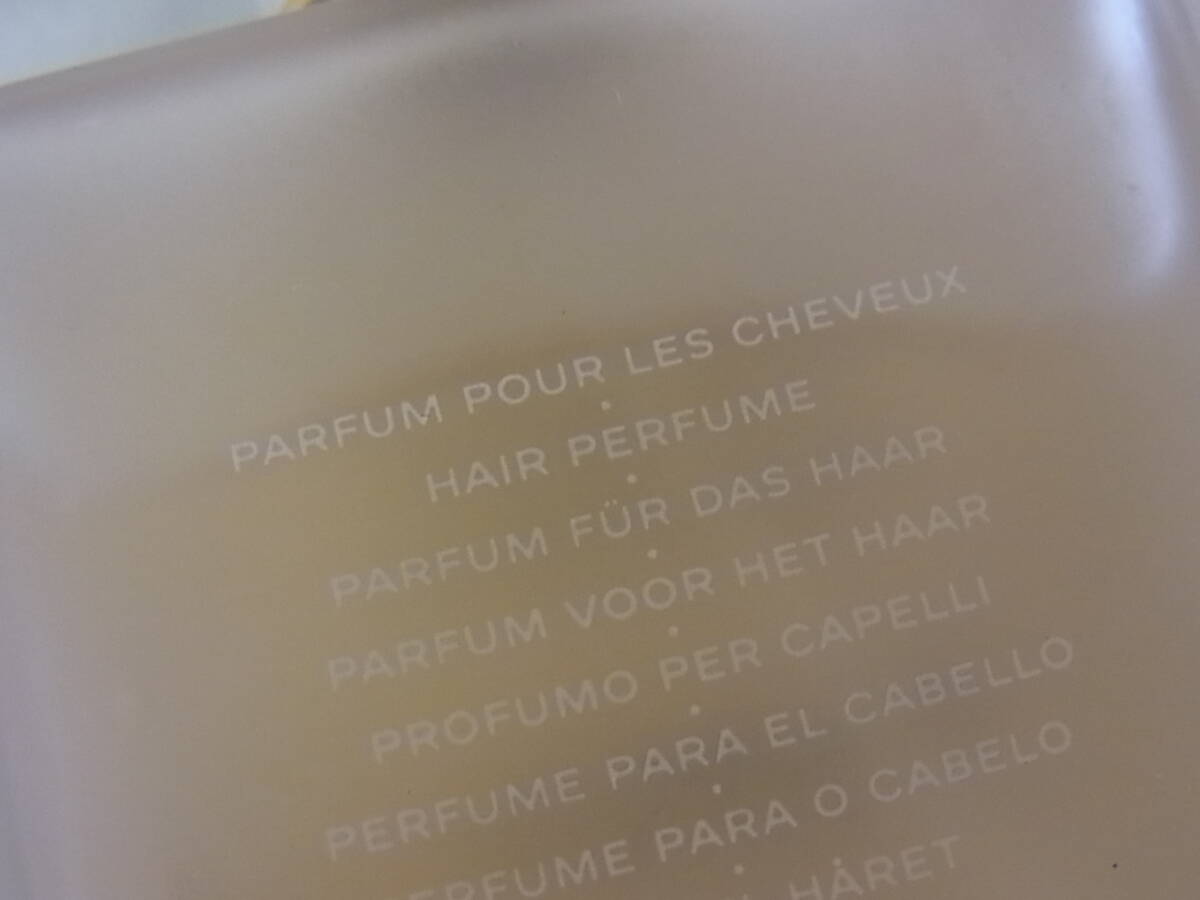 PARFUM POUR LES CHEVEUX
•
HAIR PERFUME
•
PARFUM FÜR DAS HAAR
•
PARFUM VOOR HET HAAR
•
PROFUMO PER CAPELLI
•
PERFUME PARA EL CABELLO
•
PARA O CABELO
•
HÅRET